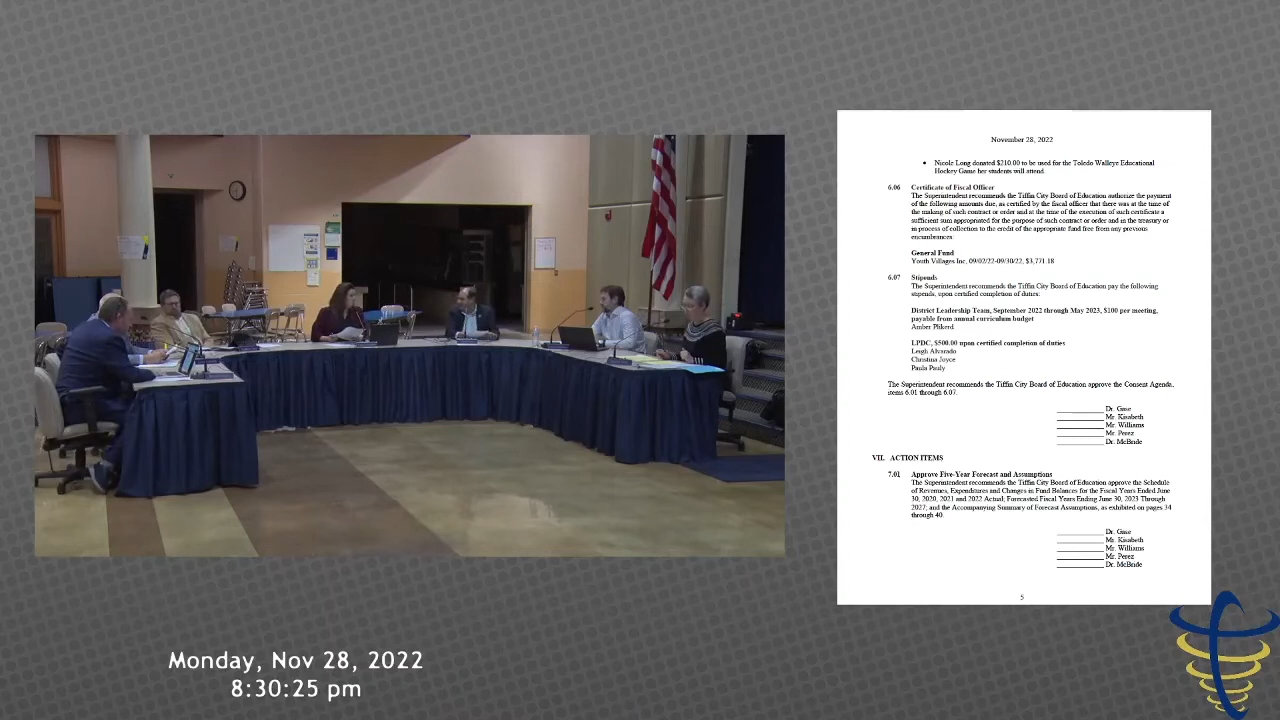 November 28, 2022
• Nicole Long donated $210.00 to be used for the Toledo Walleye Educational
Hockey Game her students will attend.
6.06 Certificate of Fiscal Officer
The Superintendent recommends the Tiffin City Board of Education authorize the payment
of the following amounts due, as certified by the fiscal officer that there was at the time of
the making of such contract or order and at the time of the execution of such certificate a
sufficient sum appropriated for the purpose of such contract or order and in the treasury or
in process of collection to the credit of the appropriate fund free from any previous
encumbrances:
General Fund
Youth Villages Inc, 09/02/22-09/30/22, $3,771.18
6.07 Stipends
The Superintendent recommends the Tiffin City Board of Education pay the following
stipends, upon certified completion of duties:
District Leadership Team, September 2022 through May 2023, $100 per meeting,
payable from annual curriculum budget
Amber Plikerd
LPDC, $500.00 upon certified completion of duties
Leigh Alvarado
Christina Joyce
Paula Pauly
The Superintendent recommends the Tiffin City Board of Education approve the Consent Agenda,
items 6.01 through 6.07.
__________ Dr. Gase
__________ Mr. Kisabeth
__________ Mr. Williams
__________ Mr. Perez
__________ Dr. McBride
VII. ACTION ITEMS
7.01 Approve Five-Year Forecast and Assumptions
The Superintendent recommends the Tiffin City Board of Education approve the Schedule
of Revenues, Expenditures and Changes in Fund Balances for the Fiscal Years Ended June
30, 2020, 2021 and 2022 Actual; Forecasted Fiscal Years Ending June 30, 2023 Through
2027; and the Accompanying Summary of Forecast Assumptions, as exhibited on pages 34
through 40.
__________ Dr. Gase
__________ Mr. Kisabeth
__________ Mr. Williams
__________ Mr. Perez
__________ Dr. McBride
5
Monday, Nov 28, 2022
8:30:25 pm